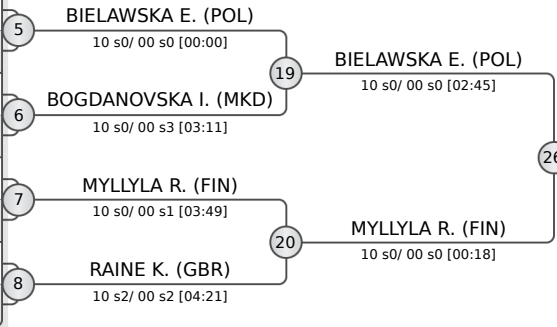 BIELAWSKA E. (POL)
5
10 s0/ 00 s0 [00:00]
19
BIELAWSKA E. (POL)
10 s0/ 00 s0 [02:45]
BOGDANOVSKA I. (MKD)
6
10 s0/ 00 s3 [03:11]
26
MYLLYLA R. (FIN)
7
10 s0/ 00 s1 [03:49]
20
MYLLYLA R. (FIN)
10 s0/ 00 s0 [00:18]
RAINE K. (GBR)
8
10 s2/ 00 s2 [04:21]